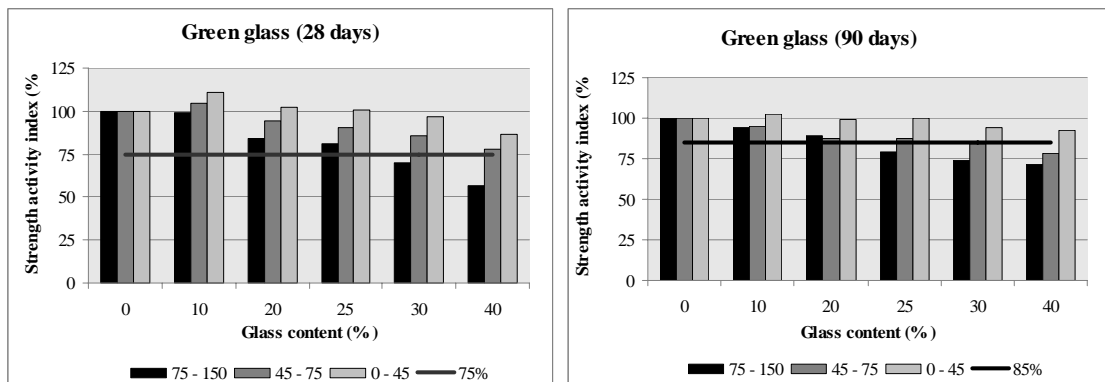 Green glass (28 days)
125
100
75
50
25
0
Strength activity index (%
0 10 20 25 30 40
Glass content (%)
75 - 150 45 - 75 0 - 45 75%
Green glass (90 days)
125
100
75
50
25
0
Strength activity index (%
0 10 20 25 30 40
Glass content (%)
75 - 150 45 - 75 0 - 45 85%